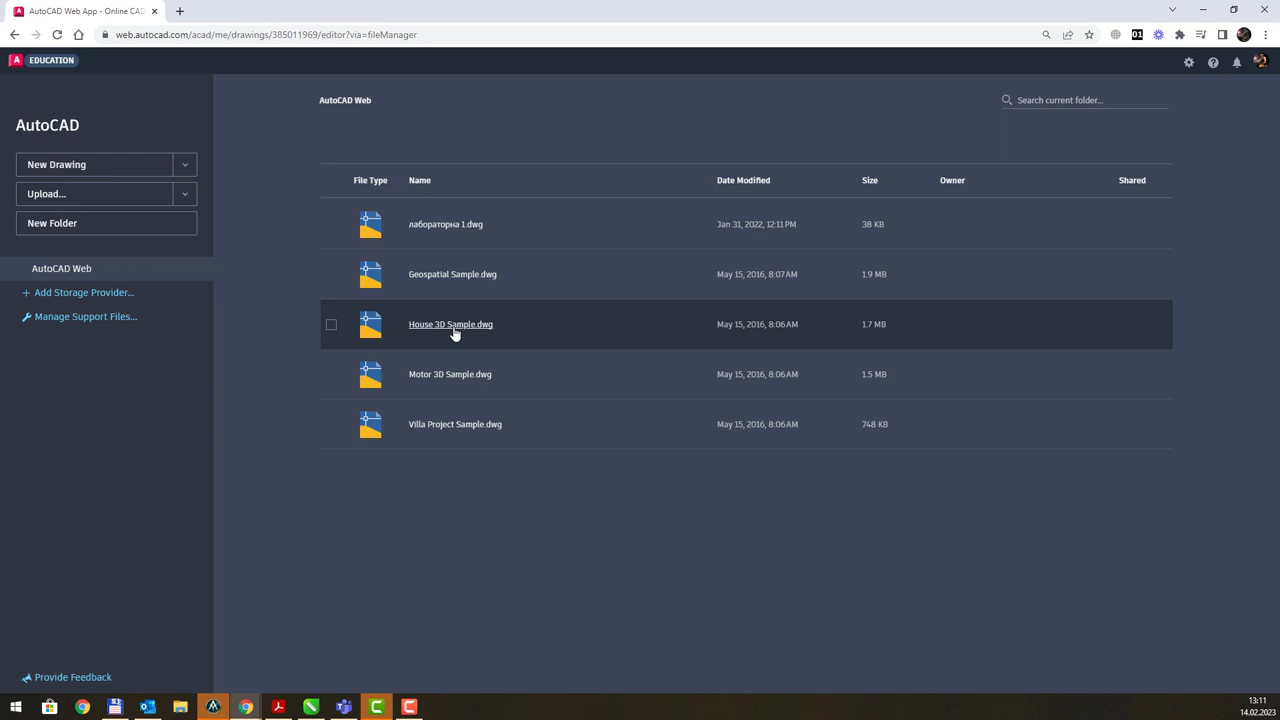 AutoCAD Web App - Online CAD
web.autocad.com/acad/me/drawings/385011969/editor?via=fileManager
01
A EDUCATION
AutoCAD
New Drawing
Upload...
New Folder
AutoCAD Web
+ Add Storage Provider...
Manage Support Files...
Provide Feedback
AutoCAD Web
Search current folder...
File Type Name Date Modified Size Owner Shared
лабораторна 1.dwg Jan 31, 2022, 12:11 PM 38 KB
Geospatial Sample.dwg May 15, 2016, 8:07 AM 1.9 MB
House 3D Sample.dwg May 15, 2016, 8:06 AM 1.7 MB
Motor 3D Sample.dwg May 15, 2016, 8:06 AM 1.5 MB
Villa Project Sample.dwg May 15, 2016, 8:06 AM 748 KB
13:11
14.02.2023